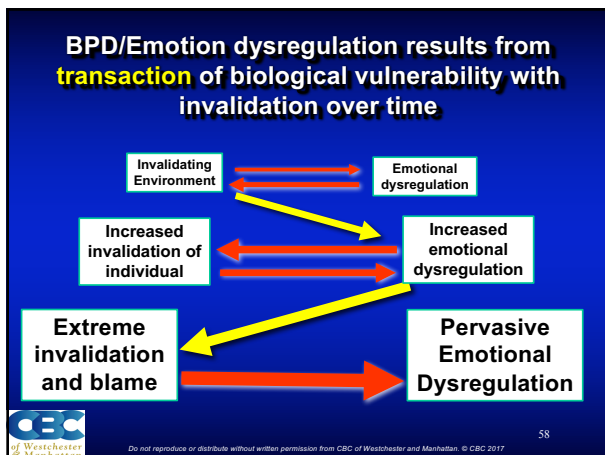 BPD/Emotion dysregulation results from
transaction of biological vulnerability with
invalidation over time
Invalidating
Environment
Emotional
dysregulation
Increased
invalidation of
individual
Increased
emotional
dysregulation
Extreme
invalidation
and blame
Pervasive
Emotional
Dysregulation
CBC
of Westchester
& Manhattan
58
Do not reproduce or distribute without written permission from CBC of Westchester and Manhattan. © CBC 2017